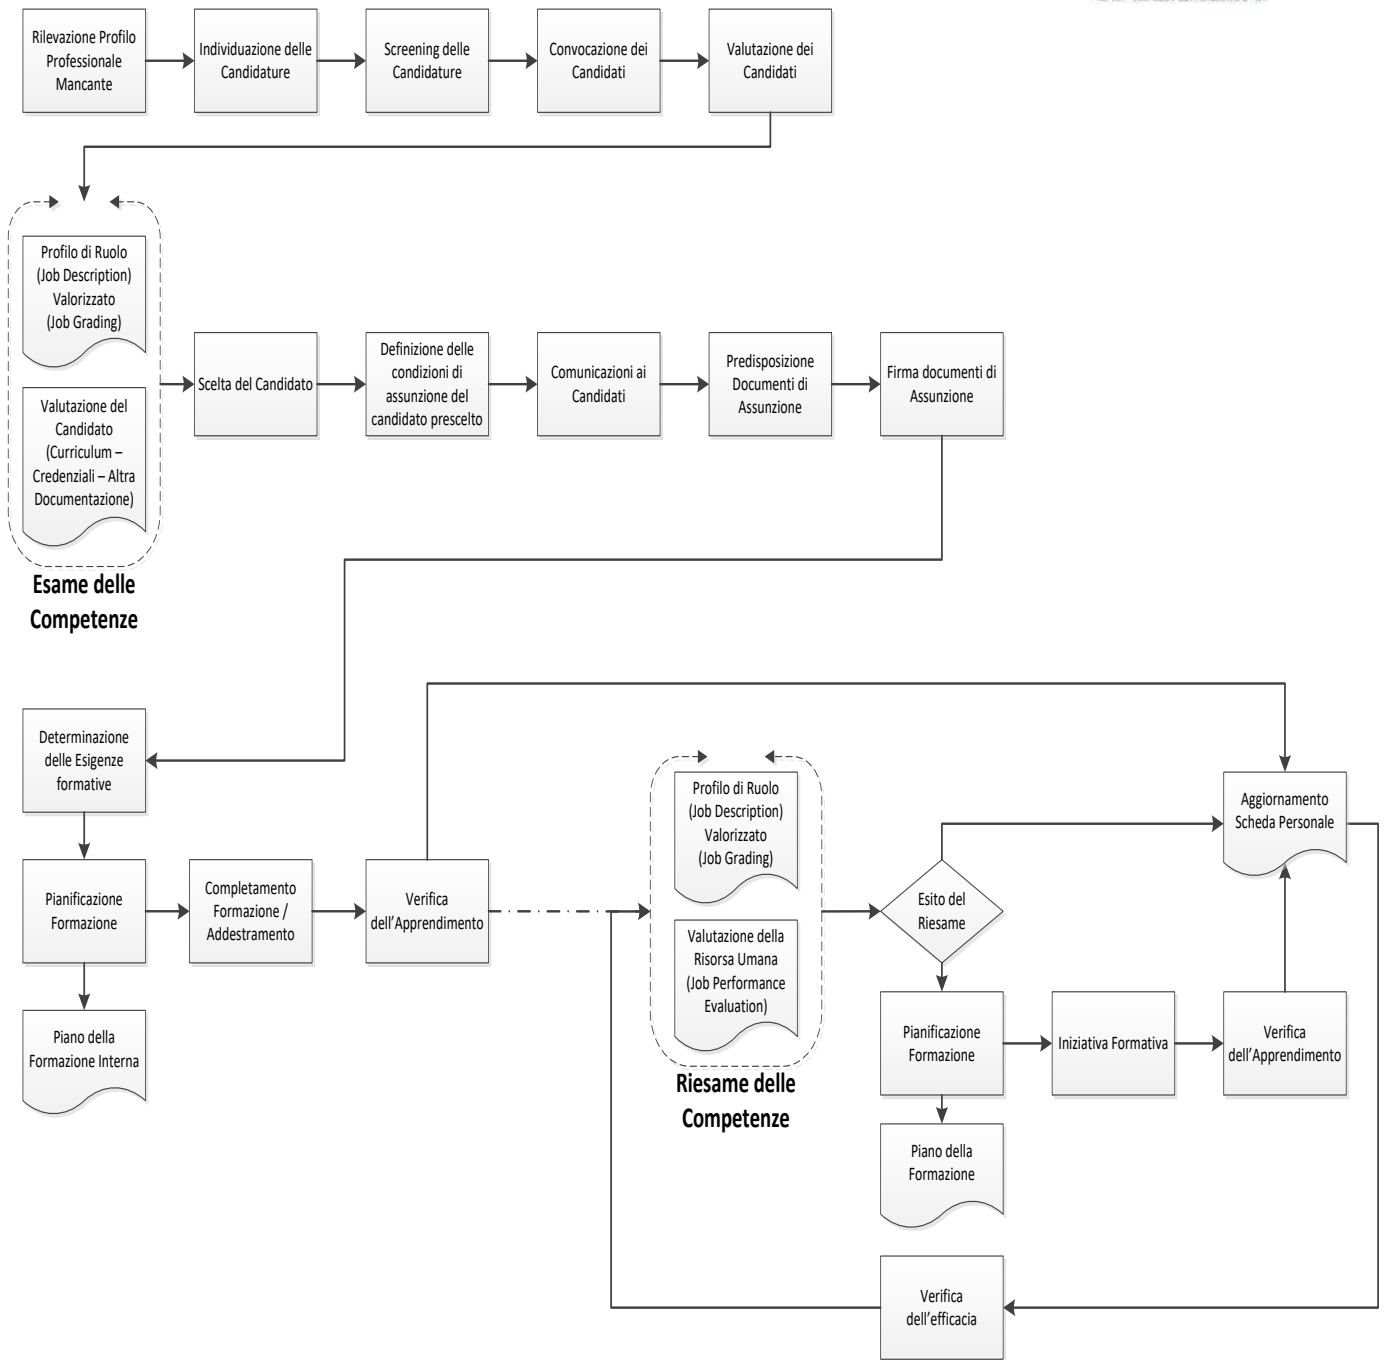 Rilevazione Profilo
Professionale
Mancante
Individuazione delle
Candidature
Screening delle
Candidature
Convocazione dei
Candidati
Valutazione dei
Candidati
Profilo di Ruolo
(Job Description)
Valorizzato
(Job Grading)
Valutazione del
Candidato
(Curriculum –
Credenziali – Altra
Documentazione)
Esame delle
Competenze
Scelta del Candidato
Definizione delle
condizioni di
assunzione del
candidato prescelto
Comunicazioni ai
Candidati
Predisposizione
Documenti di
Assunzione
Firma documenti di
Assunzione
Determinazione
delle Esigenze
formative
Pianificazione
Formazione
Piano della
Formazione Interna
Completamento
Formazione /
Addestramento
Verifica
dell’Apprendimento
Profilo di Ruolo
(Job Description)
Valorizzato
(Job Grading)
Valutazione della
Risorsa Umana
(Job Performance
Evaluation)
Riesame delle
Competenze
Esito del
Riesame
Aggiornamento
Scheda Personale
Pianificazione
Formazione
Iniziativa Formativa
Verifica
dell’Apprendimento
Piano della
Formazione
Verifica
dell’efficacia